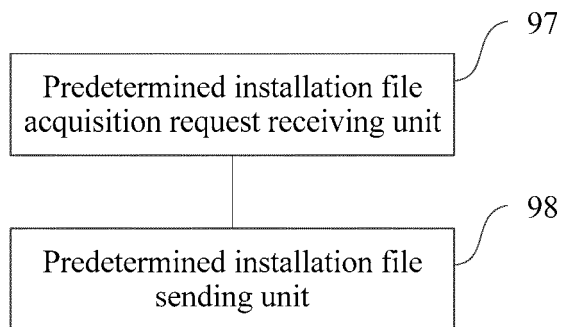 97
Predetermined installation file
acquisition request receiving unit
98
Predetermined installation file
sending unit